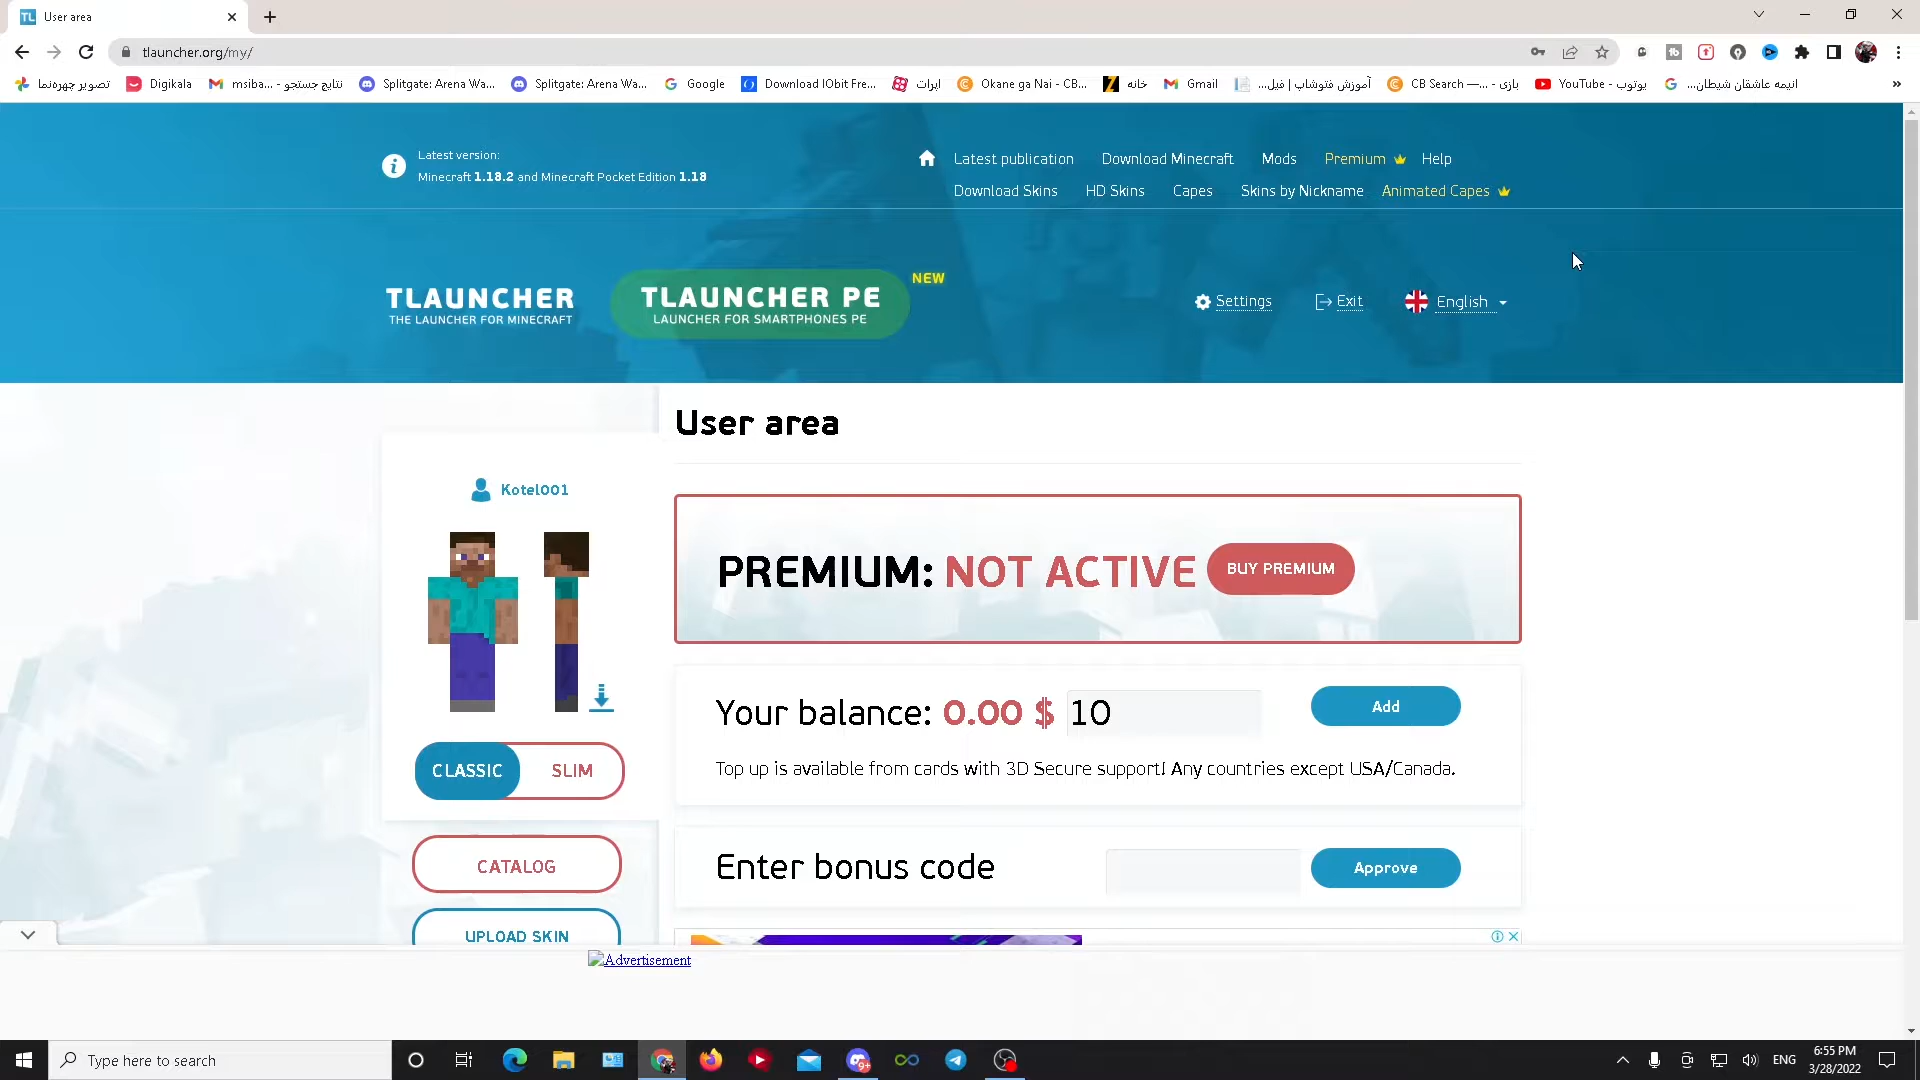 TL User area
tlauncher.org/my/
تصویر چهره‌نما
Digikala
نتایج جستجو - ...msiba
Splitgate: Arena Wa...
Splitgate: Arena Wa...
Google
Download IObit Fre...
اپرات
Okane ga Nai - CB...
خانه
Gmail
آموزش فتوشاپ | فیل...
CB Search —... - بازی
YouTube - یوتوب
انیمه عاشقان شیطان...
»
Latest version:
Minecraft 1.18.2 and Minecraft Pocket Edition 1.18
Latest publication
Download Minecraft
Mods
Premium
Help
Download Skins
HD Skins
Capes
Skins by Nickname
Animated Capes
TLAUNCHER
THE LAUNCHER FOR MINECRAFT
TLAUNCHER PE
LAUNCHER FOR SMARTPHONES PE
NEW
Settings
Exit
English
User area
Kotel001
PREMIUM: NOT ACTIVE
BUY PREMIUM
Your balance: 0.00 $ 10
Add
Top up is available from cards with 3D Secure support! Any countries except USA/Canada.
CLASSIC
SLIM
CATALOG
UPLOAD SKIN
Enter bonus code
Approve
Advertisement
Type here to search
9+
ENG
6:55 PM
3/28/2022